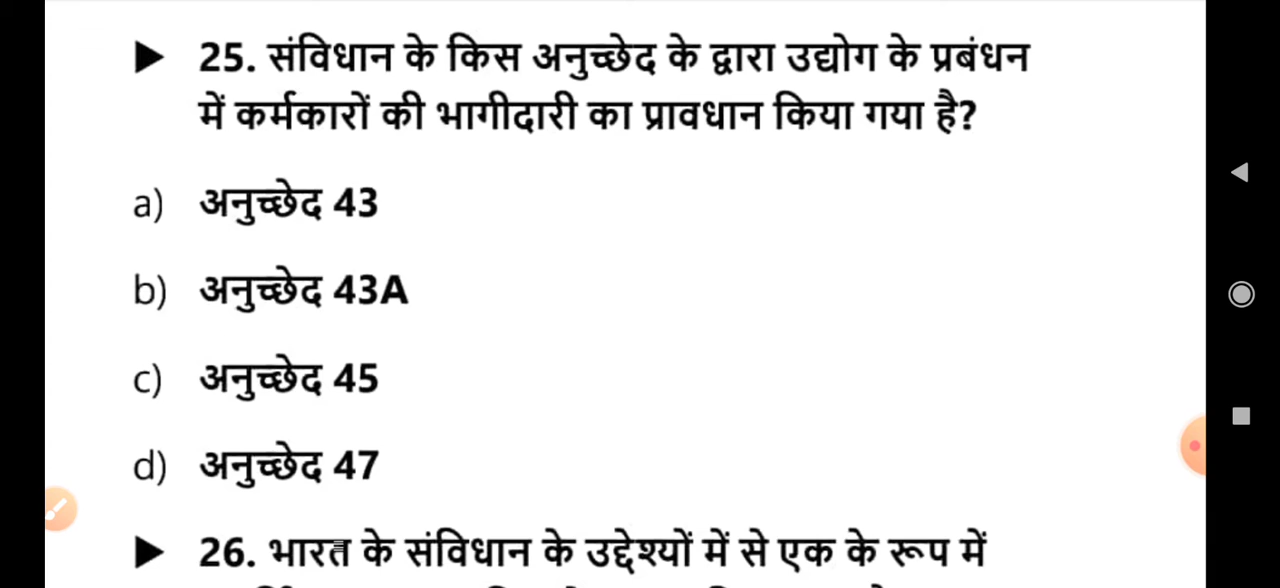 ▶ 25. संविधान के किस अनुच्छेद के द्वारा उद्योग के प्रबंधन
में कर्मकारों की भागीदारी का प्रावधान किया गया है?
a) अनुच्छेद 43
b) अनुच्छेद 43A
c) अनुच्छेद 45
d) अनुच्छेद 47
▶ 26. भारत के संविधान के उद्देश्यों में से एक के रूप में